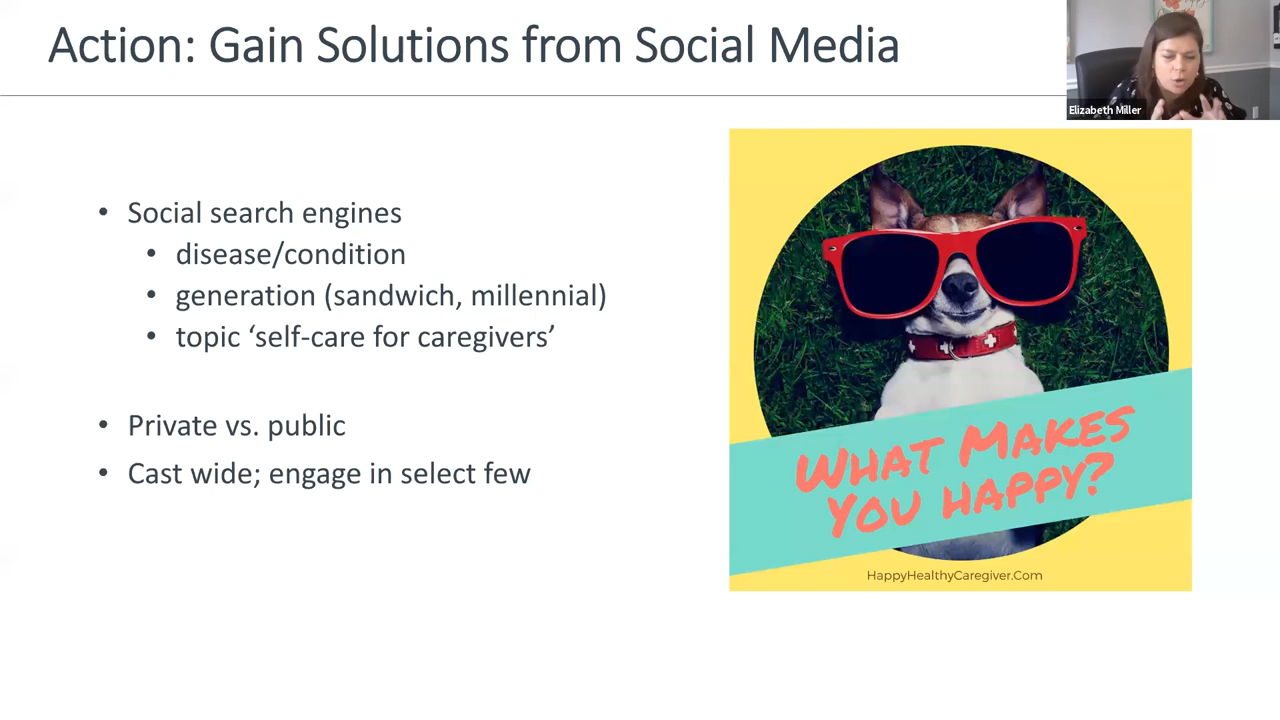 Action: Gain Solutions from Social Media
Elizabeth Miller
• Social search engines
• disease/condition
• generation (sandwich, millennial)
• topic ‘self-care for caregivers’
• Private vs. public
• Cast wide; engage in select few
What Makes
You happy?
HappyHealthyCaregiver.Com